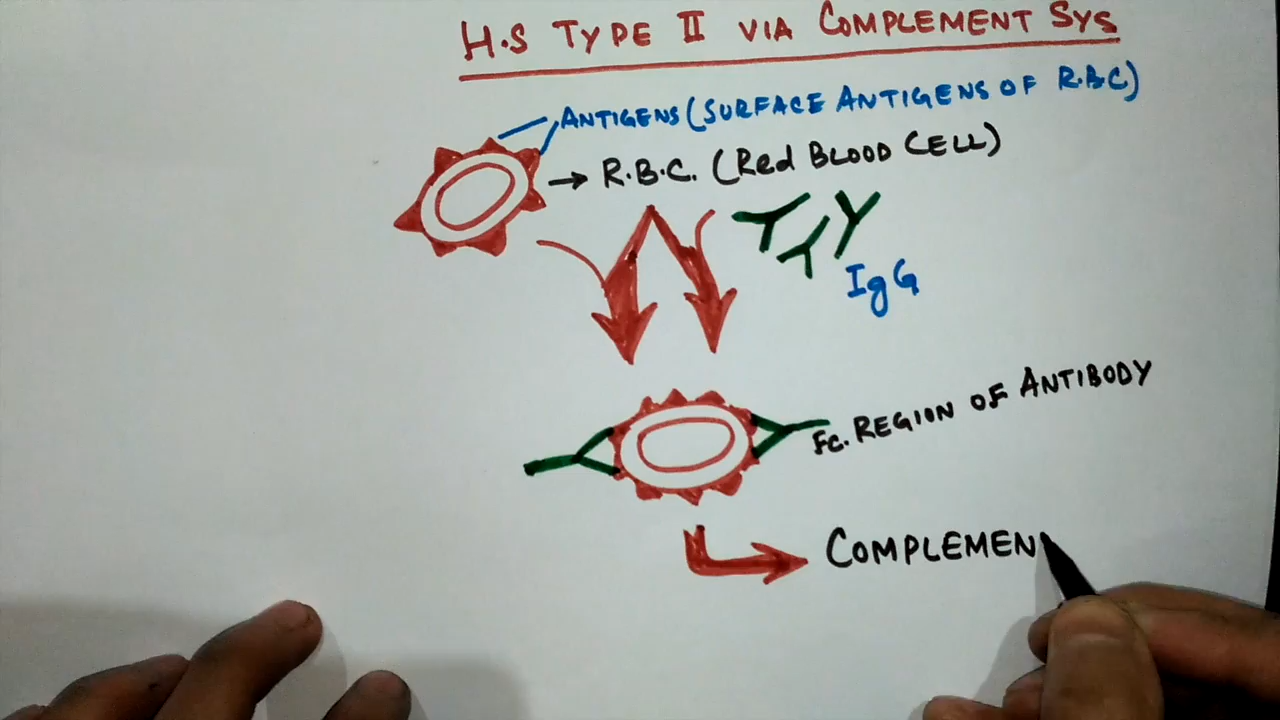 H.S TYPE II VIA COMPLEMENT SYS
ANTIGENS (SURFACE ANTIGENS OF R.B.C)
R.B.C. (Red BLOOD CELL)
IgG
Fc. REGION OF ANTIBODY
COMPLEMEN